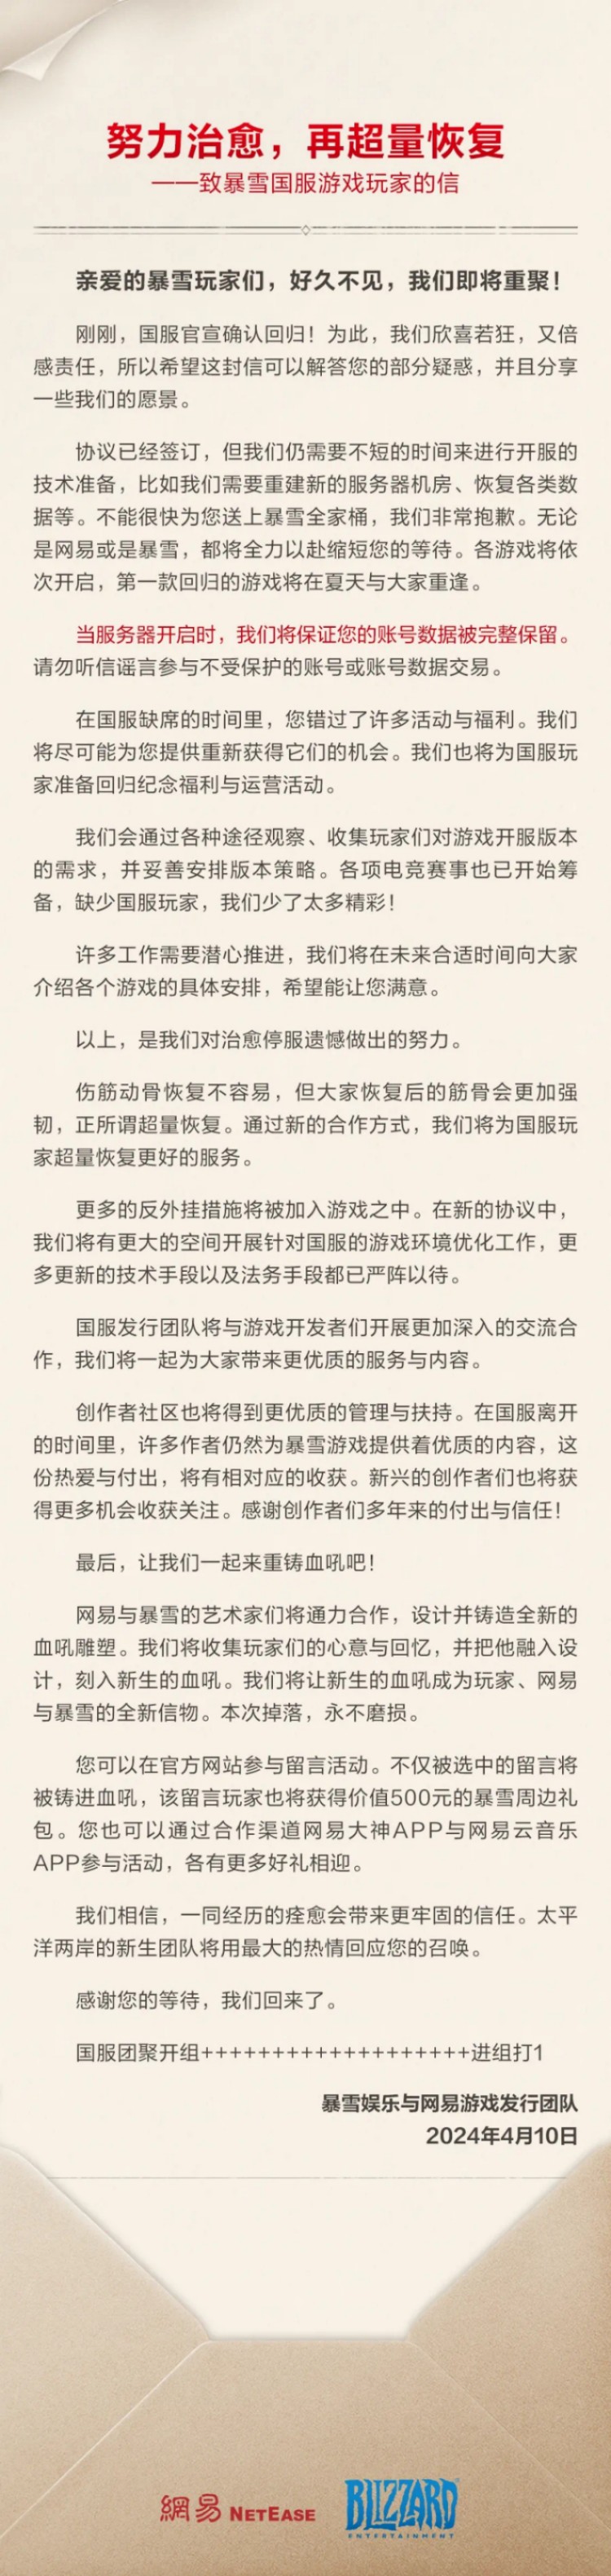 努力治愈，再超量恢复
——致暴雪国服游戏玩家的信
亲爱的暴雪玩家们，好久不见，我们即将重聚！
刚刚，国服官宣确认回归！为此，我们欣喜若狂，又倍
感责任，所以希望这封信可以解答您的部分疑惑，并且分享
一些我们的愿景。
协议已经签订，但我们仍需要不短的时间来进行开服的
技术准备，比如我们需要重建新的服务器机房、恢复各类数
据等。不能很快为您送上暴雪全家桶，我们非常抱歉。无论
是网易或是暴雪，都将全力以赴缩短您的等待。各游戏将依
次开启，第一款回归的游戏将在夏天与大家重逢。
当服务器开启时，我们将保证您的账号数据被完整保留。
请勿听信谣言参与不受保护的账号或账号数据交易。
在国服缺席的时间里，您错过了许多活动与福利。我们
将尽可能为您提供重新获得它们的机会。我们也将为国服玩
家准备回归纪念福利与运营活动。
我们会通过各种途径观察、收集玩家们对游戏开服版本
的需求，并妥善安排版本策略。各项电竞赛事也已开始筹
备，缺少国服玩家，我们少了太多精彩！
许多工作需要潜心推进，我们将在未来合适时间向大家
介绍各个游戏的具体安排，希望能让您满意。
以上，是我们对治愈停服遗憾做出的努力。
伤筋动骨恢复不容易，但大家恢复后的筋骨会更加强
韧，正所谓超量恢复。通过新的合作方式，我们将为国服玩
家超量恢复更好的服务。
更多的反外挂措施将被加入游戏之中。在新的协议中，
我们将有更大的空间开展针对国服的游戏环境优化工作，更
多更新的技术手段以及法务手段都已严阵以待。
国服发行团队将与游戏开发者们开展更加深入的交流合
作，我们将一起为大家带来更优质的服务与内容。
创作者社区也将得到更优质的管理与扶持。在国服离开
的时间里，许多作者仍然为暴雪游戏提供着优质的内容，这
份热爱与付出，将有相对应的收获。新兴的创作者们也将获
得更多机会收获关注。感谢创作者们多年来的付出与信任！
最后，让我们一起来重铸血吼吧！
网易与暴雪的艺术家们将通力合作，设计并铸造全新的
血吼雕塑。我们将收集玩家们的心意与回忆，并把他融入设
计，刻入新生的血吼。我们将让新生的血吼成为玩家、网易
与暴雪的全新信物。本次掉落，永不磨损。
您可以在官方网站参与留言活动。不仅被选中的留言将
被铸进血吼，该留言玩家也将获得价值500元的暴雪周边礼
包。您也可以通过合作渠道网易大神APP与网易云音乐
APP参与活动，各有更多好礼相迎。
我们相信，一同经历的痊愈会带来更牢固的信任。太平
洋两岸的新生团队将用最大的热情回应您的召唤。
感谢您的等待，我们回来了。
国服团聚开组+++++++++++++++++++进组打1
暴雪娱乐与网易游戏发行团队
2024年4月10日
網易 NETEASE BLIZZARD
ENTERTAINMENT